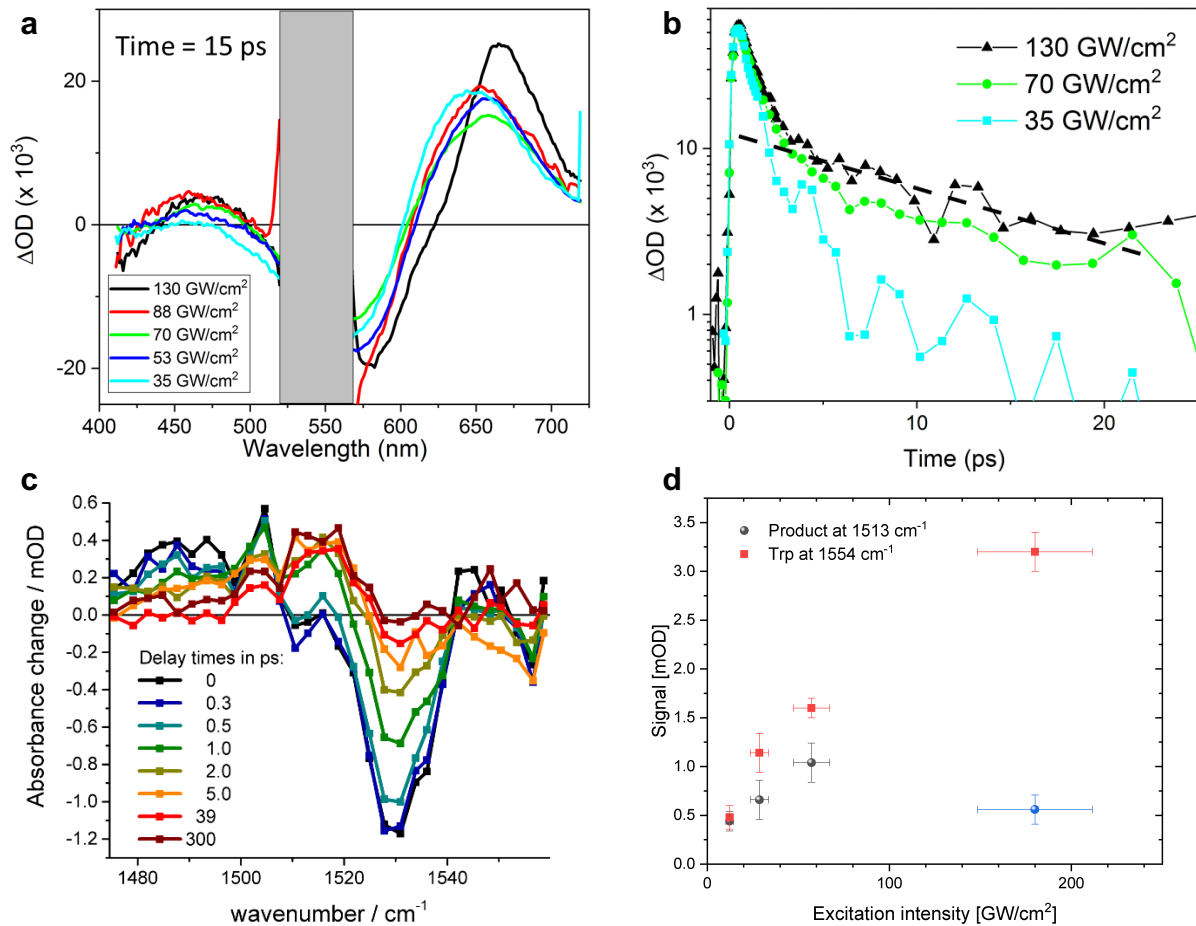 a
Time = 15 ps
20
0
-20
ΔOD (x 10³)
130 GW/cm²
88 GW/cm²
70 GW/cm²
53 GW/cm²
35 GW/cm²
400 450 500 550 600 650 700
Wavelength (nm)
b
130 GW/cm²
70 GW/cm²
35 GW/cm²
10
1
ΔOD (x 10³)
0 10 20
Time (ps)
c
0.6
0.4
0.2
0.0
-0.2
-0.4
-0.6
-0.8
-1.0
-1.2
Absorbance change / mOD
Delay times in ps:
0
0.3
0.5
1.0
2.0
5.0
39
300
1480 1500 1520 1540
wavenumber / cm⁻¹
d
3.5
3.0
2.5
2.0
1.5
1.0
0.5
0.0
Signal [mOD]
Product at 1513 cm⁻¹
Trp at 1554 cm⁻¹
0 100 200
Excitation intensity [GW/cm²]